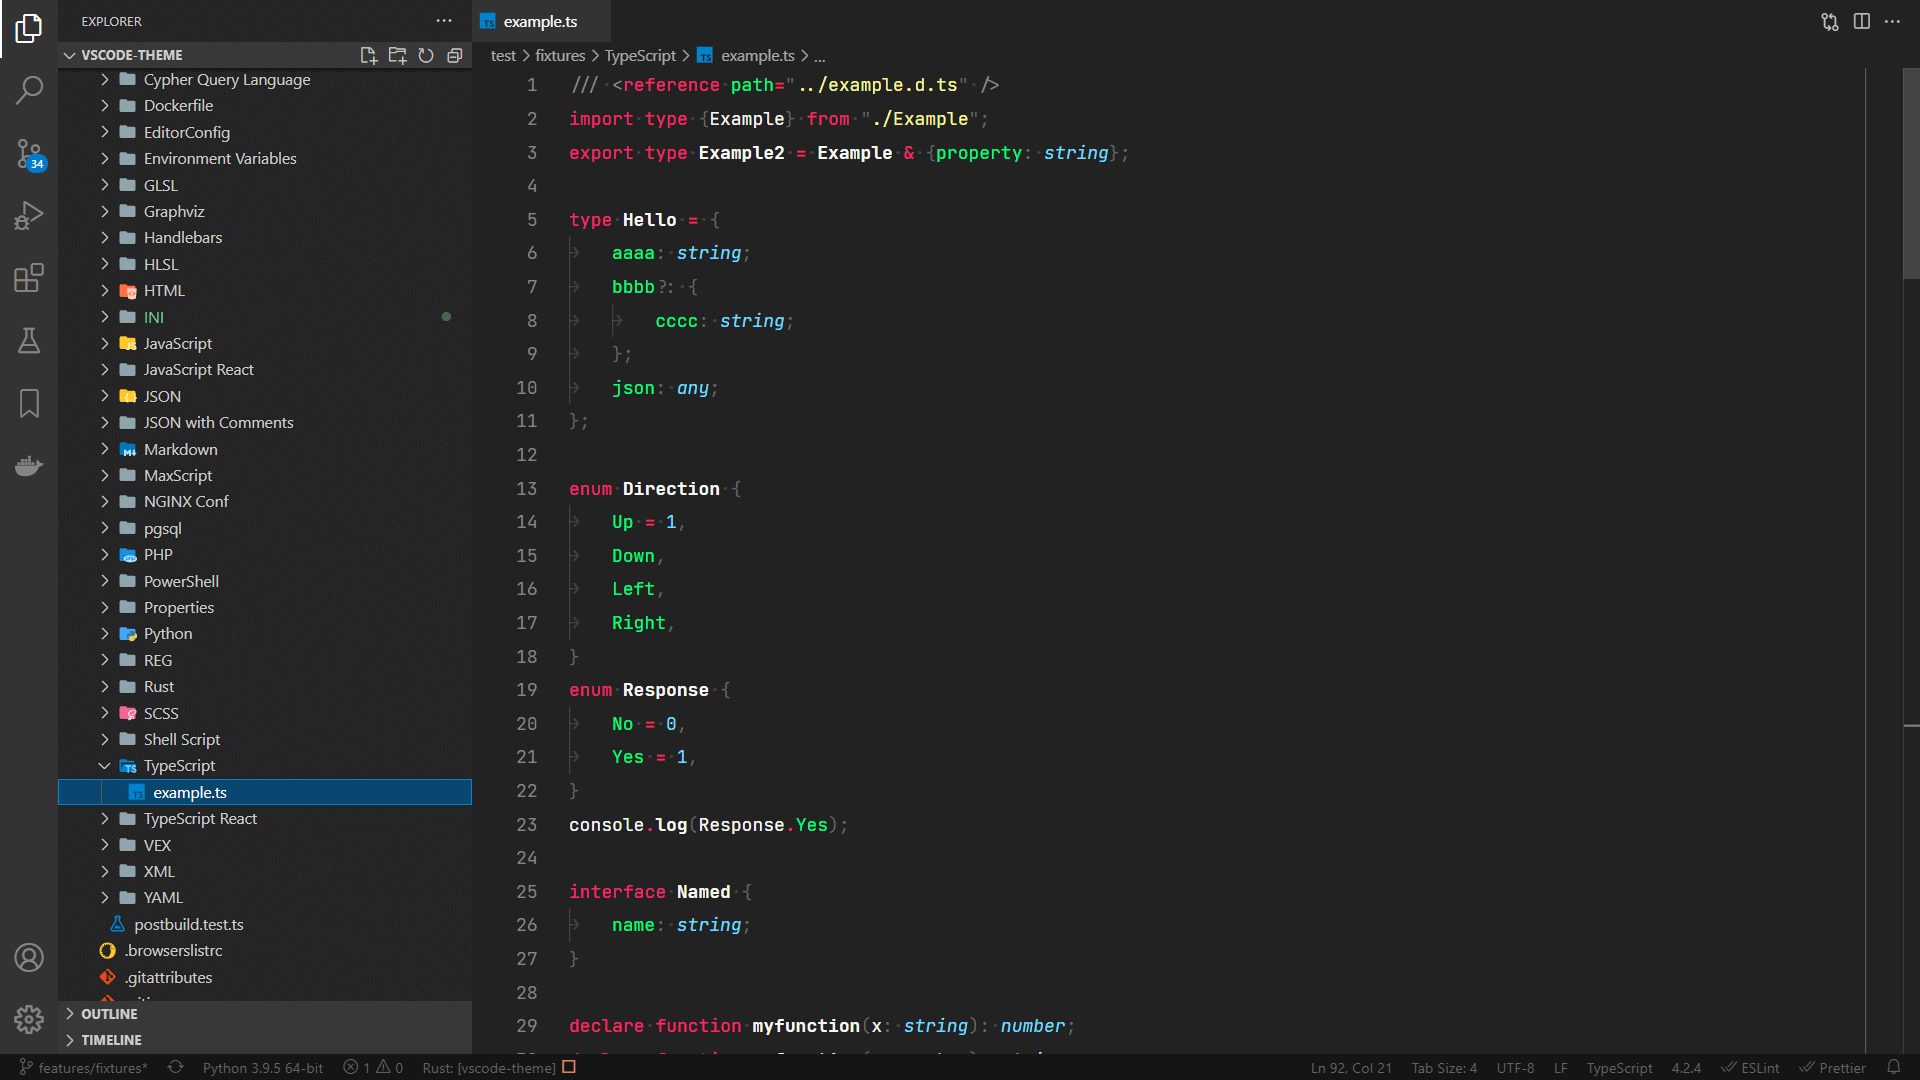 EXPLORER
VSCODE-THEME
Cypher Query Language
Dockerfile
EditorConfig
Environment Variables
GLSL
Graphviz
Handlebars
HLSL
HTML
INI
JavaScript
JavaScript React
JSON
JSON with Comments
Markdown
MaxScript
NGINX Conf
pgsql
PHP
PowerShell
Properties
Python
REG
Rust
SCSS
Shell Script
TypeScript
example.ts
TypeScript React
VEX
XML
YAML
postbuild.test.ts
.browserslistrc
.gitattributes
OUTLINE
TIMELINE
34
example.ts
test > fixtures > TypeScript > example.ts > ...
1 /// <reference path="../example.d.ts" />
2 import type {Example} from "./Example";
3 export type Example2 = Example & {property: string};
4
5 type Hello = {
6 aaaa: string;
7 bbbb?: {
8 cccc: string;
9 };
10 json: any;
11 };
12
13 enum Direction {
14 Up = 1,
15 Down,
16 Left,
17 Right,
18 }
19 enum Response {
20 No = 0,
21 Yes = 1,
22 }
23 console.log(Response.Yes);
24
25 interface Named {
26 name: string;
27 }
28
29 declare function myfunction(x: string): number;
features/fixtures* Python 3.9.5 64-bit 1 0 Rust: [vscode-theme] Ln 92, Col 21 Tab Size: 4 UTF-8 LF TypeScript 4.2.4 ESLint Prettier